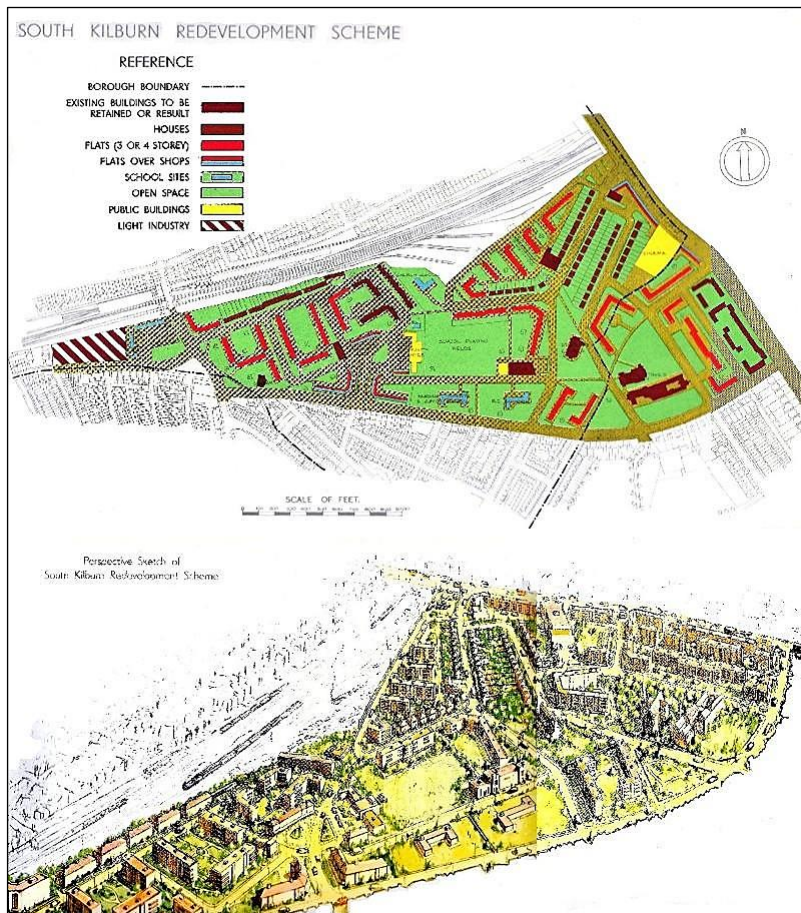 SOUTH KILBURN REDEVELOPMENT SCHEME
REFERENCE
BOROUGH BOUNDARY
EXISTING BUILDINGS TO BE
RETAINED OR REBUILT
HOUSES
FLATS (3 OR 4 STOREY)
FLATS OVER SHOPS
SCHOOL SITES
OPEN SPACE
PUBLIC BUILDINGS
LIGHT INDUSTRY
N
CINEMA
SCHOOL PLAYING
SCALE OF FEET.
Perspective Sketch of
South Kilburn Redevelopment Scheme